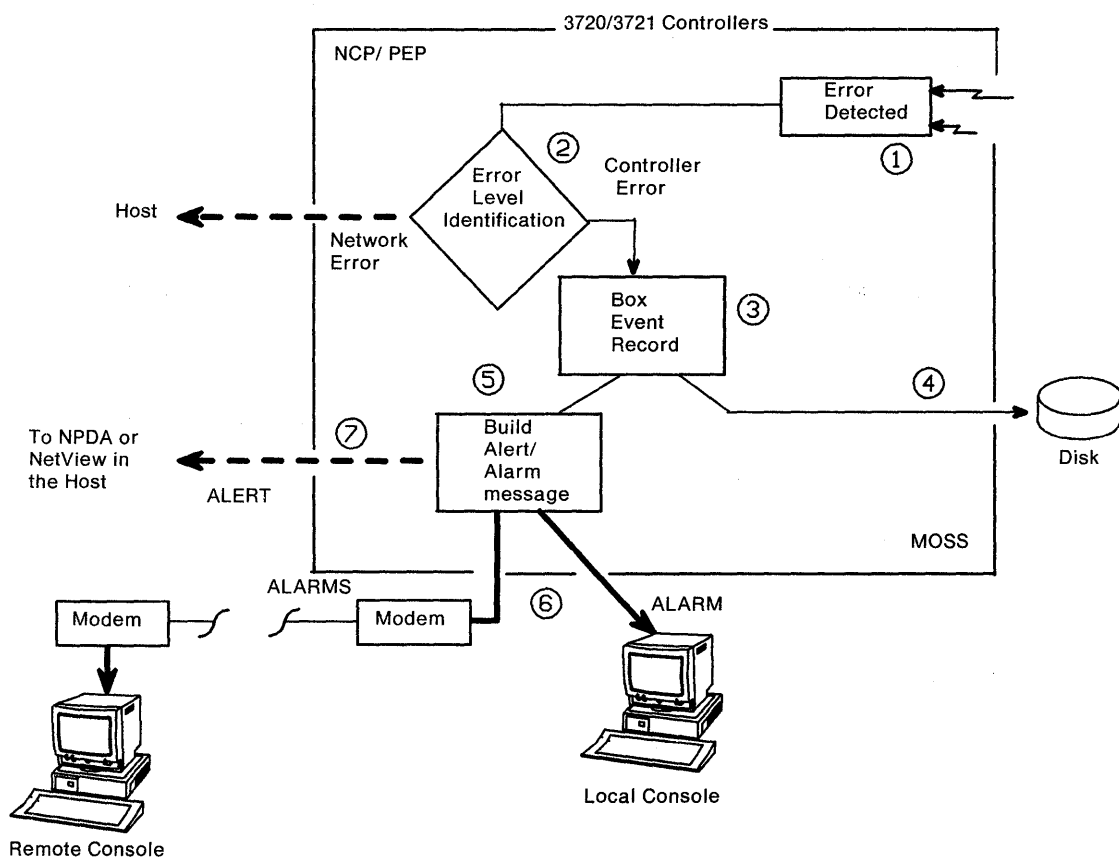 3720/3721 Controllers
NCP/ PEP
Error
Detected
①
②
Error
Level
Identification
Controller
Error
Host
Network
Error
Box
Event
Record
③
④
⑤
Disk
To NPDA or
NetView in
the Host
⑦
ALERT
Build
Alert/
Alarm
message
MOSS
ALARMS
⑥
ALARM
Modem
Modem
Local Console
Remote Console